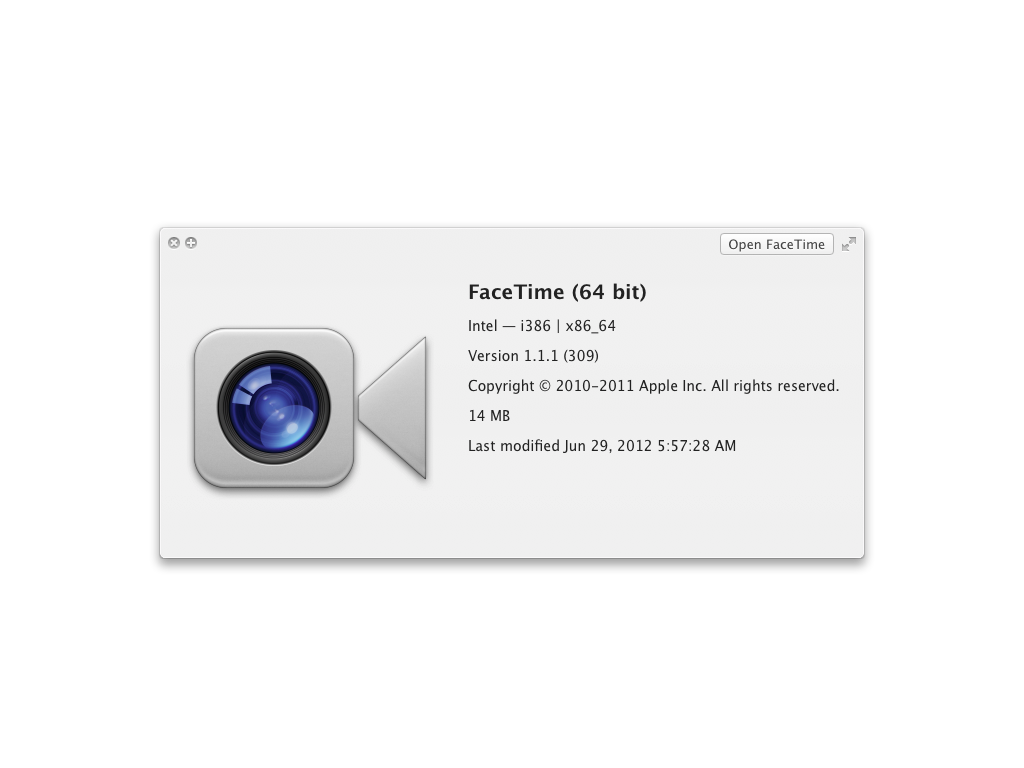 Open FaceTime
FaceTime (64 bit)
Intel — i386 | x86_64
Version 1.1.1 (309)
Copyright © 2010-2011 Apple Inc. All rights reserved.
14 MB
Last modified Jun 29, 2012 5:57:28 AM